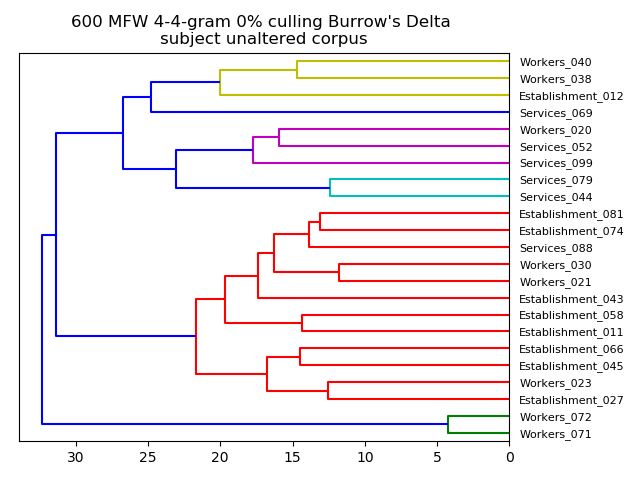 600 MFW 4-4-gram 0% culling Burrow's Delta
subject unaltered corpus
Workers_040
Workers_038
Establishment_012
Services_069
Workers_020
Services_052
Services_099
Services_079
Services_044
Establishment_081
Establishment_074
Services_088
Workers_030
Workers_021
Establishment_043
Establishment_058
Establishment_011
Establishment_066
Establishment_045
Workers_023
Establishment_027
Workers_072
Workers_071
30 25 20 15 10 5 0